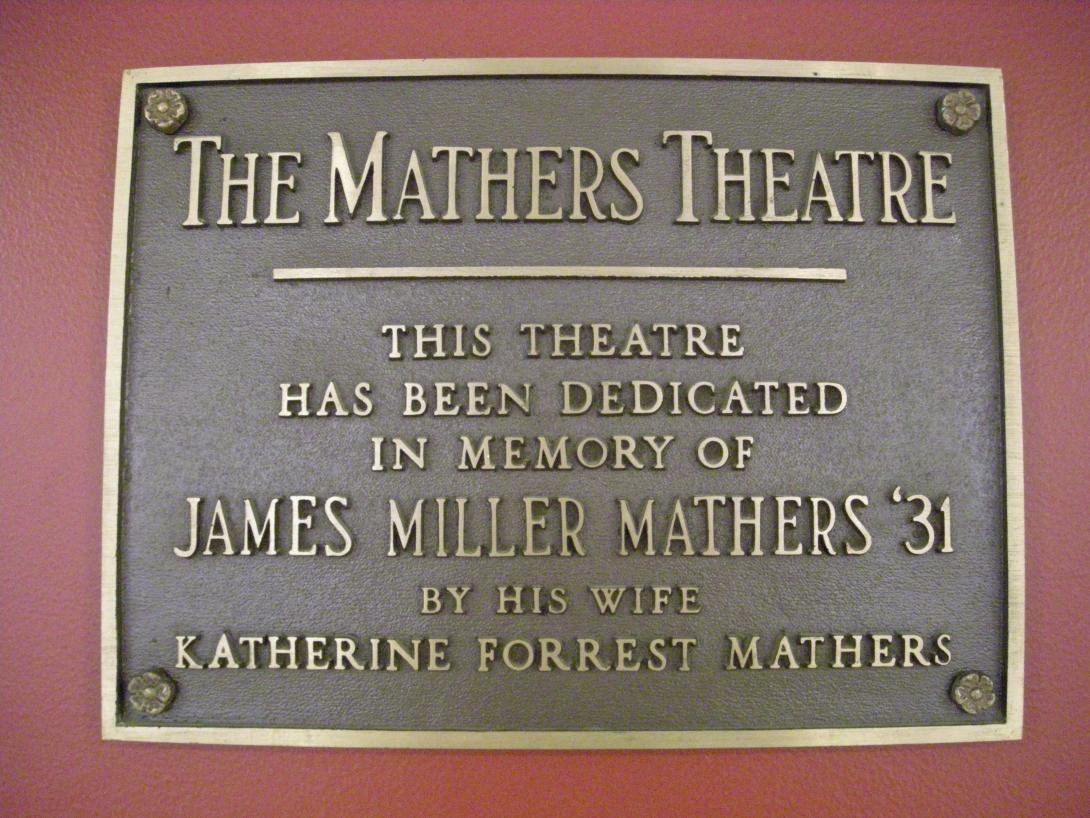 THE MATHERS THEATRE
THIS THEATRE
HAS BEEN DEDICATED
IN MEMORY OF
JAMES MILLER MATHERS '31
BY HIS WIFE
KATHERINE FORREST MATHERS